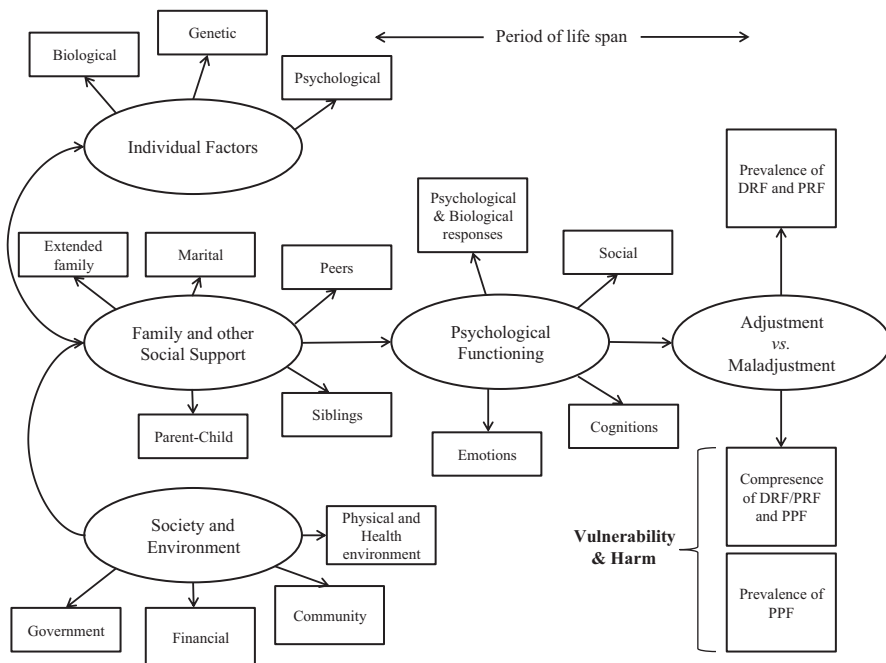 Period of life span
Genetic
Biological
Psychological
Individual Factors
Prevalence of
DRF and PRF
Psychological
& Biological
responses
Extended
family
Marital
Peers
Social
Family and other
Social Support
Psychological
Functioning
Adjustment
vs.
Maladjustment
Siblings
Parent-Child
Emotions
Cognitions
Compresence
of DRF/PRF
and PPF
Society and
Environment
Physical and
Health
environment
Vulnerability
& Harm
Prevalence of
PPF
Government
Financial
Community